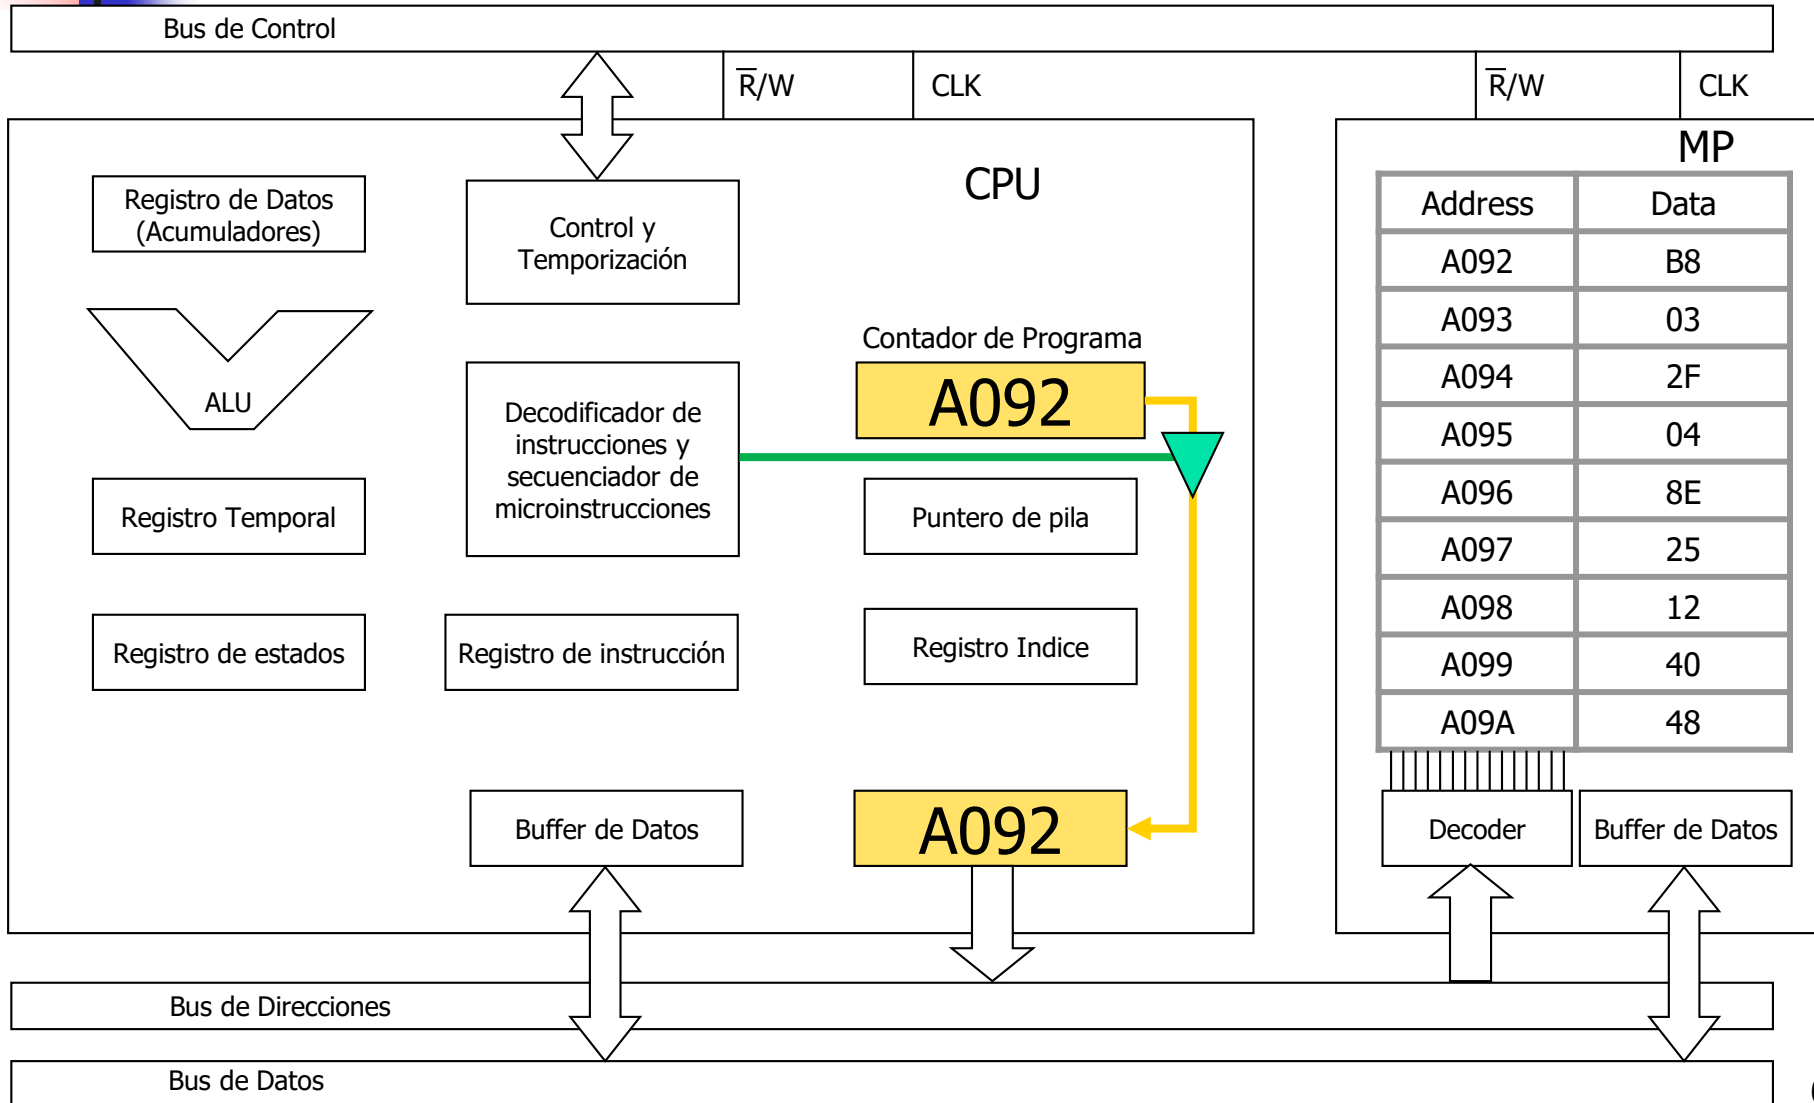 Bus de Control
R̅/W
CLK
R̅/W
CLK
CPU
MP
Registro de Datos
(Acumuladores)
Control y
Temporización
ALU
Decodificador de
instrucciones y
secuenciador de
microinstrucciones
Contador de Programa
A092
Registro Temporal
Puntero de pila
Registro de estados
Registro de instrucción
Registro Indice
Buffer de Datos
A092
Address Data
A092 B8
A093 03
A094 2F
A095 04
A096 8E
A097 25
A098 12
A099 40
A09A 48
Decoder
Buffer de Datos
Bus de Direcciones
Bus de Datos